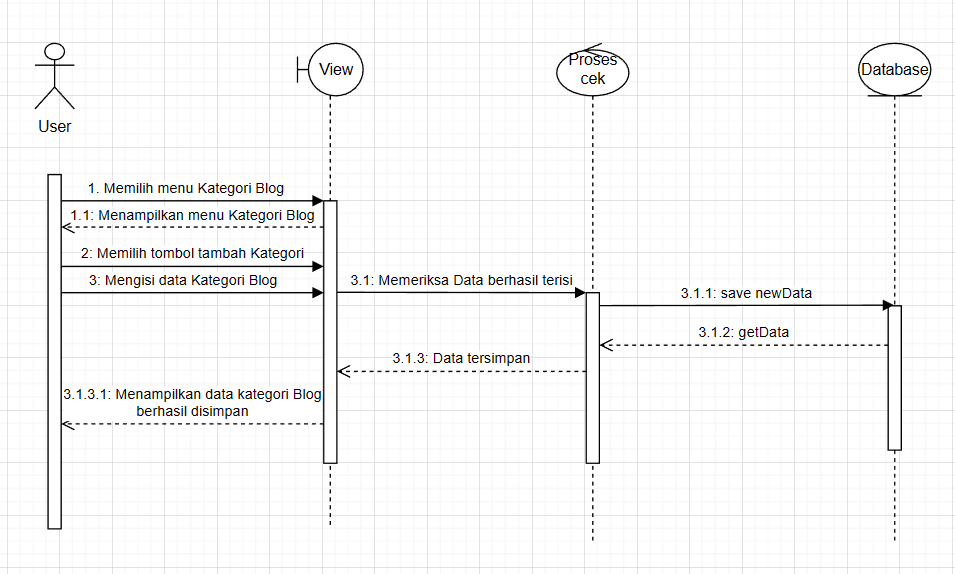 View
Proses
cek
Database
User
1. Memilih menu Kategori Blog
1.1: Menampilkan menu Kategori Blog
2: Memilih tombol tambah Kategori
3: Mengisi data Kategori Blog
3.1: Memeriksa Data berhasil terisi
3.1.1: save newData
3.1.2: getData
3.1.3: Data tersimpan
3.1.3.1: Menampilkan data kategori Blog
berhasil disimpan